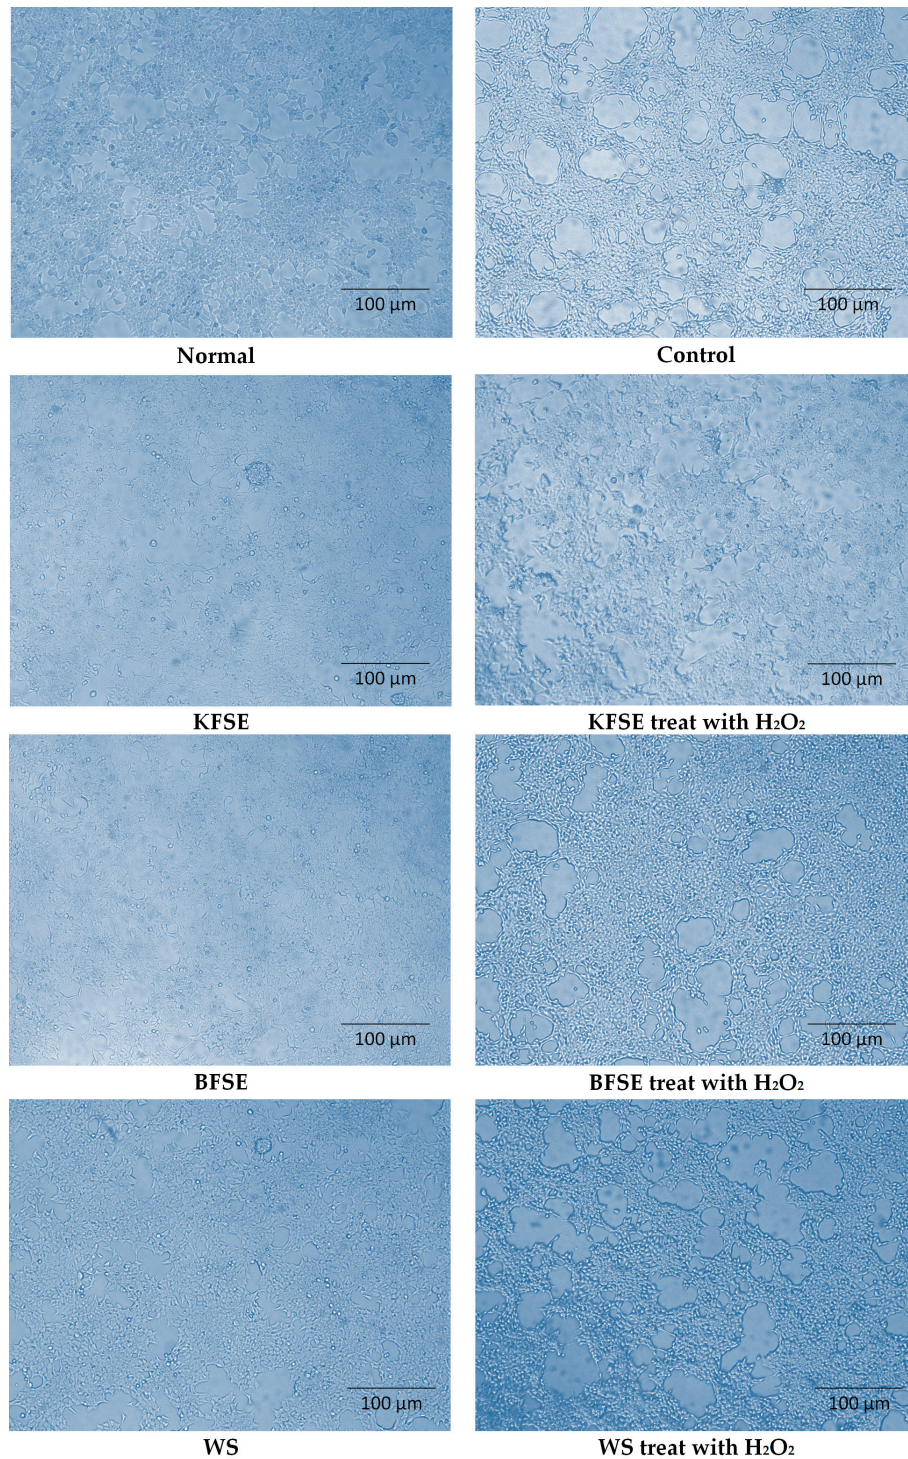 100 µm
100 µm
Normal
Control
100 µm
100 µm
KFSE
KFSE treat with H₂O₂
100 µm
100 µm
BFSE
BFSE treat with H₂O₂
100 µm
100 µm
WS
WS treat with H₂O₂